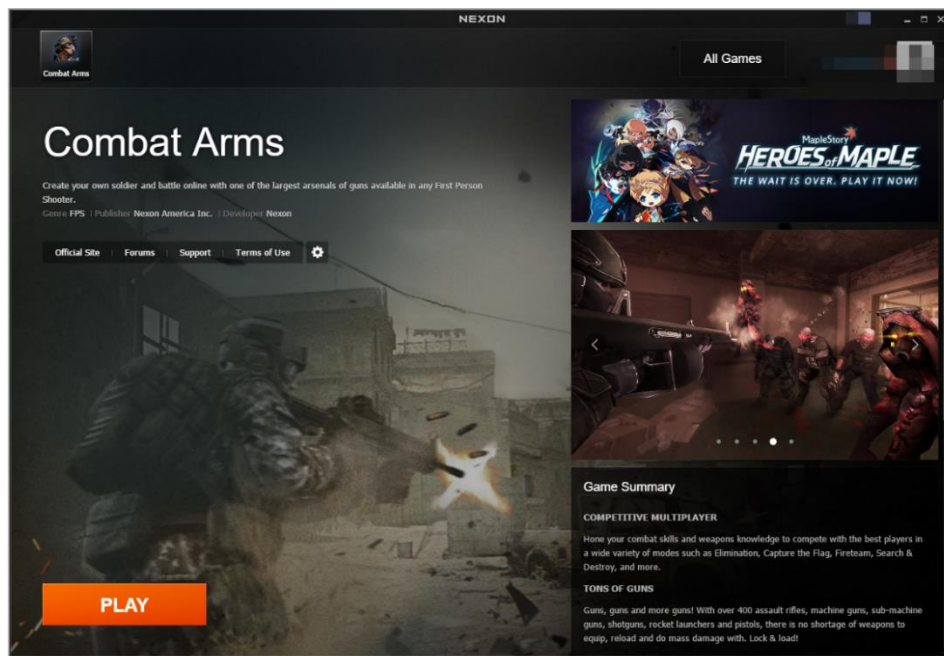 NEXON
Combat Arms
All Games
Combat Arms
Create your own soldier and battle online with one of the largest arsenals of guns available in any First Person
Shooter.
Genre FPS | Publisher Nexon America Inc. | Developer Nexon
Official Site | Forums | Support | Terms of Use
MapleStory
HEROES of MAPLE
THE WAIT IS OVER. PLAY IT NOW!
Game Summary
COMPETITIVE MULTIPLAYER
Hone your combat skills and weapons knowledge to compete with the best players in
a wide variety of modes such as Elimination, Capture the Flag, Fireteam, Search &
Destroy, and more.
TONS OF GUNS
Guns, guns and more guns! With over 400 assault rifles, machine guns, sub-machine
guns, shotguns, rocket launchers and pistols, there is no shortage of weapons to
equip, reload and do mass damage with. Lock & load!
PLAY